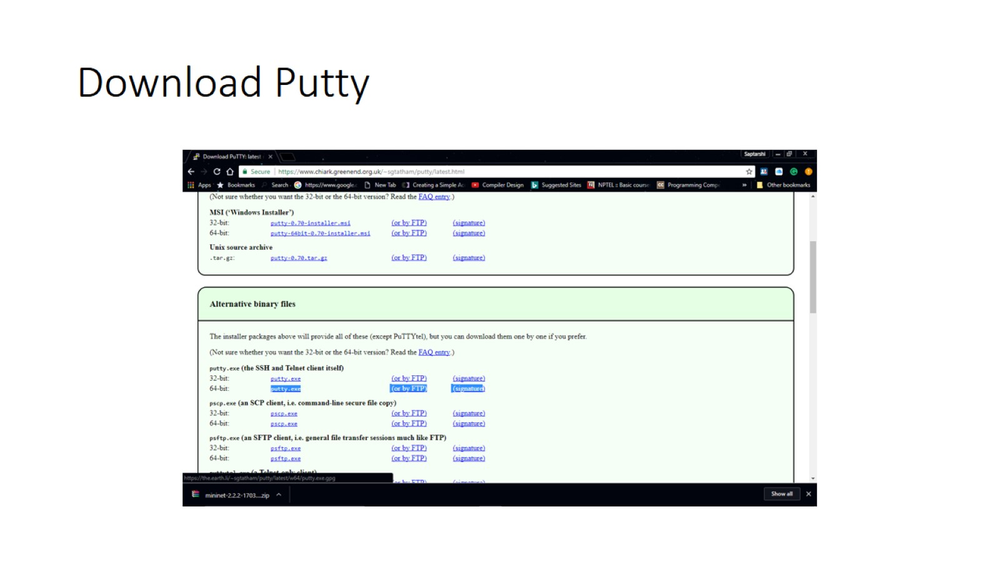 Download Putty
Download PuTTY: latest
Saptarshi
Secure | https://www.chiark.greenend.org.uk/~sgtatham/putty/latest.html
Apps Bookmarks Search https://www.google. New Tab Creating a Simple Ac Compiler Design Suggested Sites NPTEL :: Basic course Programming Comp » Other bookmarks
(Not sure whether you want the 32-bit or the 64-bit version? Read the FAQ entry.)
MSI (‘Windows Installer’)
32-bit: putty-0.70-installer.msi (or by FTP) (signature)
64-bit: putty-64bit-0.70-installer.msi (or by FTP) (signature)
Unix source archive
.tar.gz: putty-0.70.tar.gz (or by FTP) (signature)
Alternative binary files
The installer packages above will provide all of these (except PuTTYtel), but you can download them one by one if you prefer.
(Not sure whether you want the 32-bit or the 64-bit version? Read the FAQ entry.)
putty.exe (the SSH and Telnet client itself)
32-bit: putty.exe (or by FTP) (signature)
64-bit: putty.exe (or by FTP) (signature)
pscp.exe (an SCP client, i.e. command-line secure file copy)
32-bit: pscp.exe (or by FTP) (signature)
64-bit: pscp.exe (or by FTP) (signature)
psftp.exe (an SFTP client, i.e. general file transfer sessions much like FTP)
32-bit: psftp.exe (or by FTP) (signature)
64-bit: psftp.exe (or by FTP) (signature)
puttytel.exe (a Telnet-only client)
https://the.earth.li/~sgtatham/putty/latest/w64/putty.exe.gpg
(or by FTP) (signature)
mininet-2.2.2-1703....zip
Show all